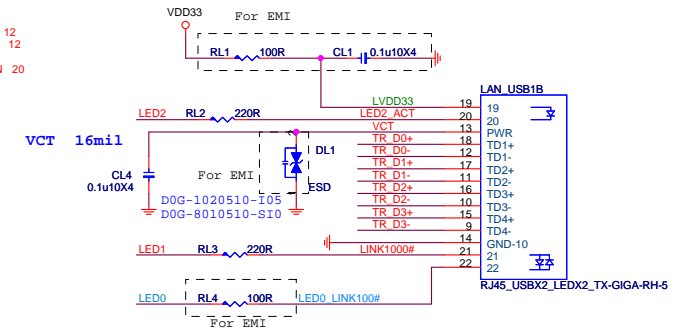 VDD33
For EMI
12
12
N 20
RL1 100R CL1 0.1u10X4
LAN_USB1B
LVDD33 19 19
LED2 RL2 220R LED2_ACT 20 20
VCT 16mil VCT 13 PWR
TR_D0+ 18 TD1+
DL1 TR_D0- 12 TD1-
TR_D1+ 17 TD2+
CL4 For EMI TR_D1- 11 TD2-
0.1u10X4 ESD TR_D2+ 16 TD3+
D0G-1020510-I05 TR_D2- 10 TD3-
D0G-8010510-SI0 TR_D3+ 15 TD4+
TR_D3- 9 TD4-
14 GND-10
LED1 RL3 220R LINK1000# 21 21
22 22
RJ45_USBX2_LEDX2_TX-GIGA-RH-5
LED0 RL4 100R LED0_LINK100#
For EMI